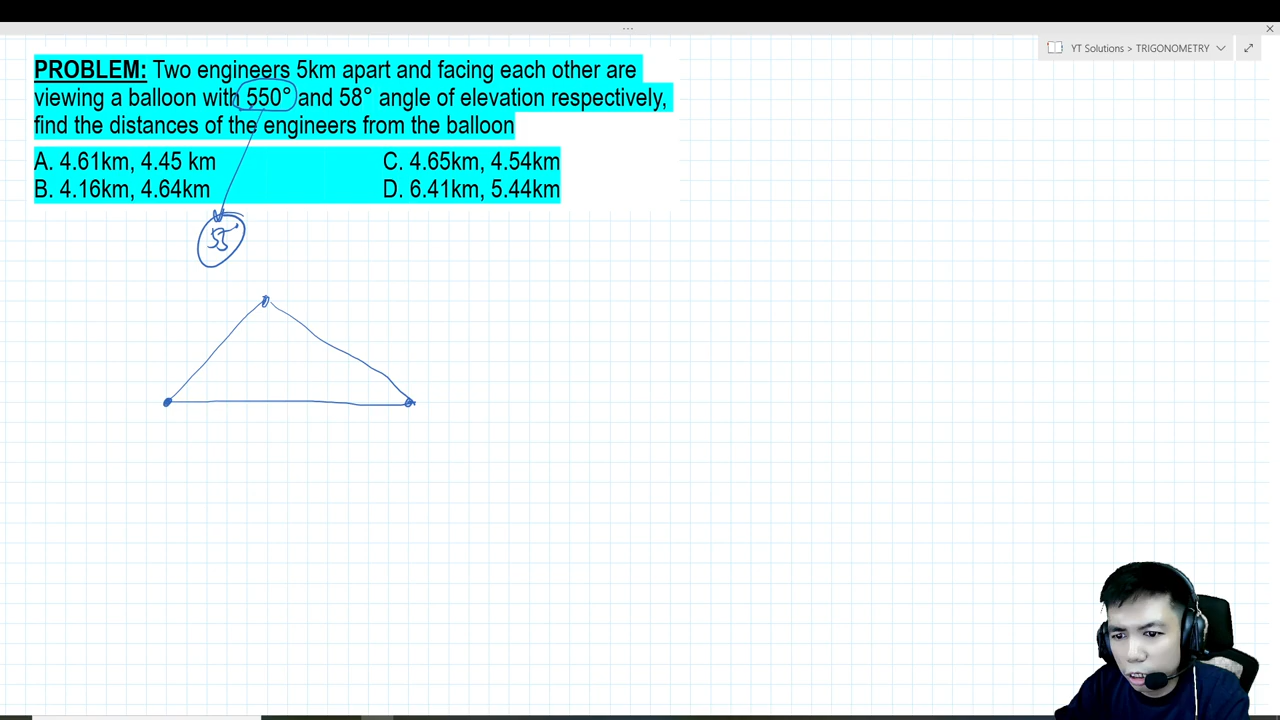 YT Solutions > TRIGONOMETRY
PROBLEM: Two engineers 5km apart and facing each other are
viewing a balloon with 550° and 58° angle of elevation respectively,
find the distances of the engineers from the balloon
A. 4.61km, 4.45 km C. 4.65km, 4.54km
B. 4.16km, 4.64km D. 6.41km, 5.44km
55